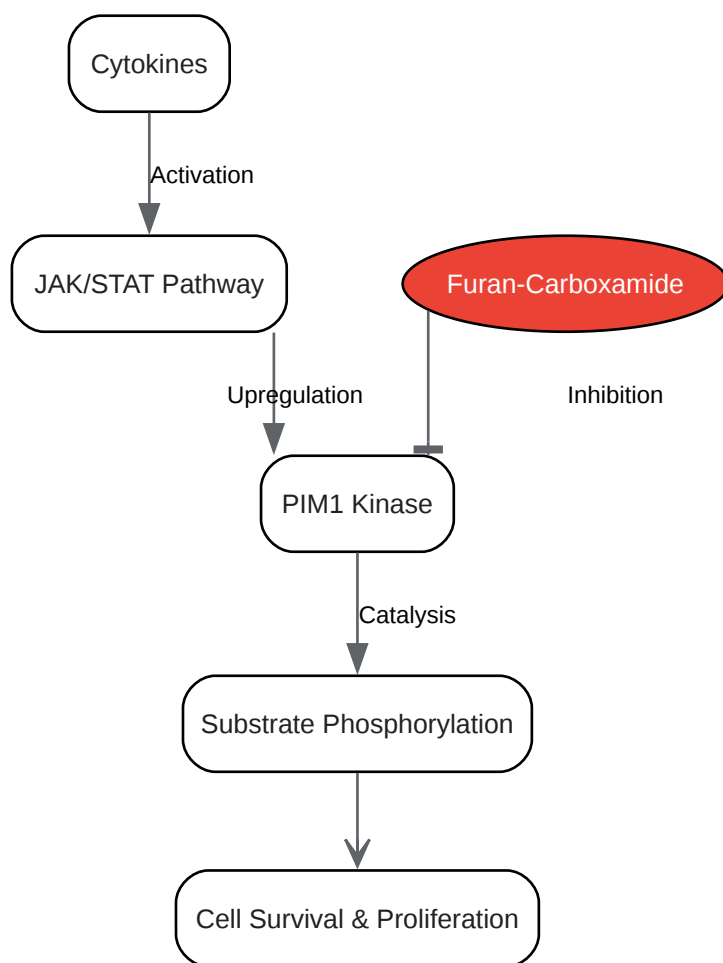 Cytokines
Activation
JAK/STAT Pathway
Furan-Carboxamide
Upregulation
Inhibition
PIM1 Kinase
Catalysis
Substrate Phosphorylation
Cell Survival & Proliferation